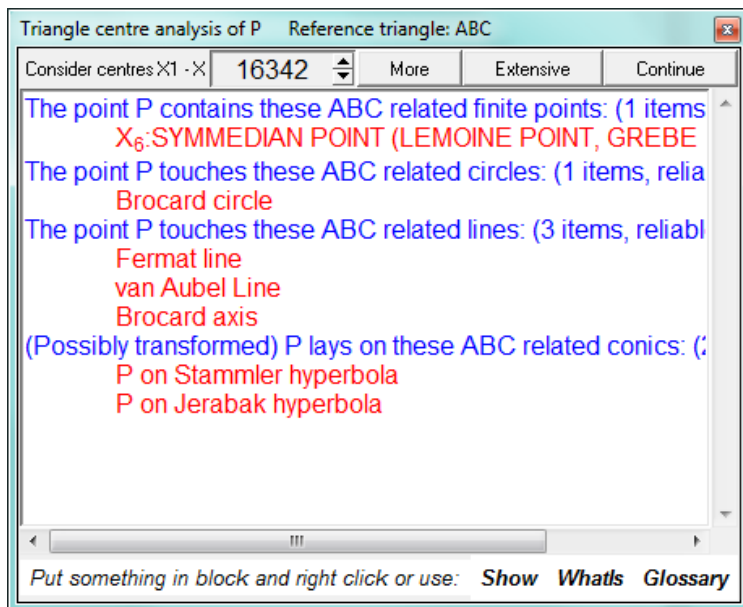 Triangle centre analysis of P Reference triangle: ABC
Consider centres X1 - X 16342 More Extensive Continue
The point P contains these ABC related finite points: (1 items
X₆:SYMMEDIAN POINT (LEMOINE POINT, GREBE
The point P touches these ABC related circles: (1 items, relia
Brocard circle
The point P touches these ABC related lines: (3 items, reliabl
Fermat line
van Aubel Line
Brocard axis
(Possibly transformed) P lays on these ABC related conics: (2
P on Stammler hyperbola
P on Jerabak hyperbola
Put something in block and right click or use: Show WhatIs Glossary